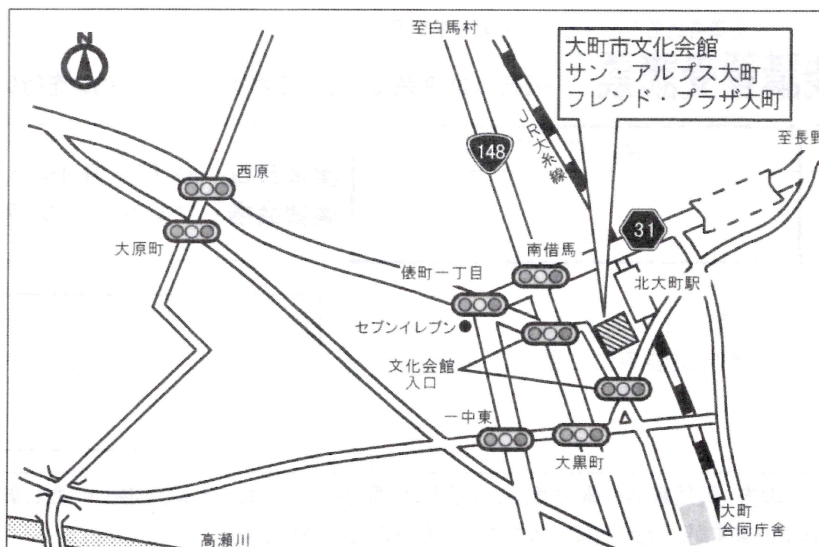 N
至白馬村
大町市文化会館
サン・アルプス大町
フレンド・プラザ大町
至長野
JR大糸線
148
西原
31
大原町
南借馬
俵町一丁目
北大町駅
セブンイレブン
文化会館
入口
一中東
大黒町
大町
合同庁舎
高瀬川